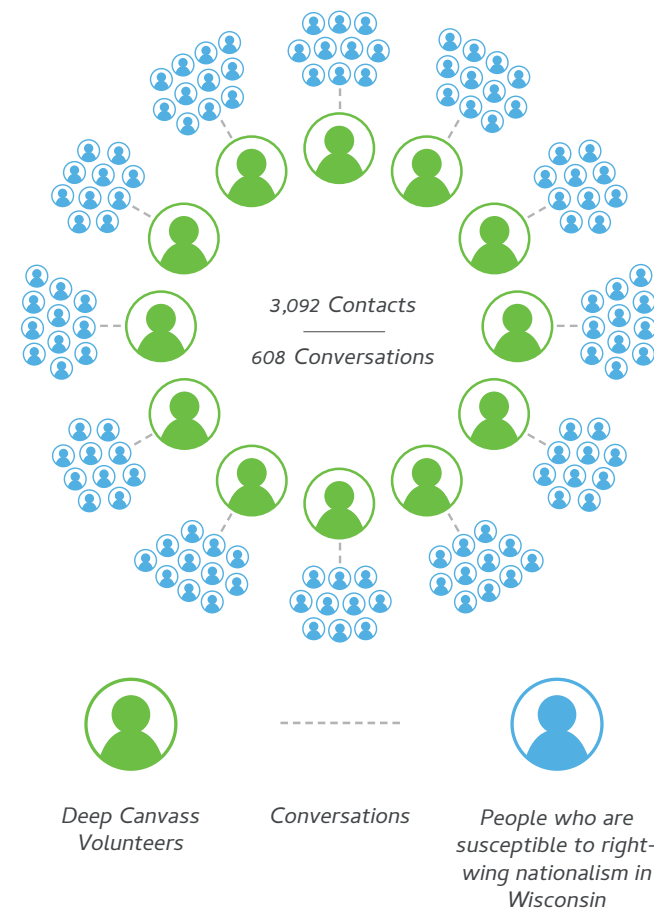 3,092 Contacts
608 Conversations
Deep Canvass
Volunteers
Conversations
People who are
susceptible to right-
wing nationalism in
Wisconsin